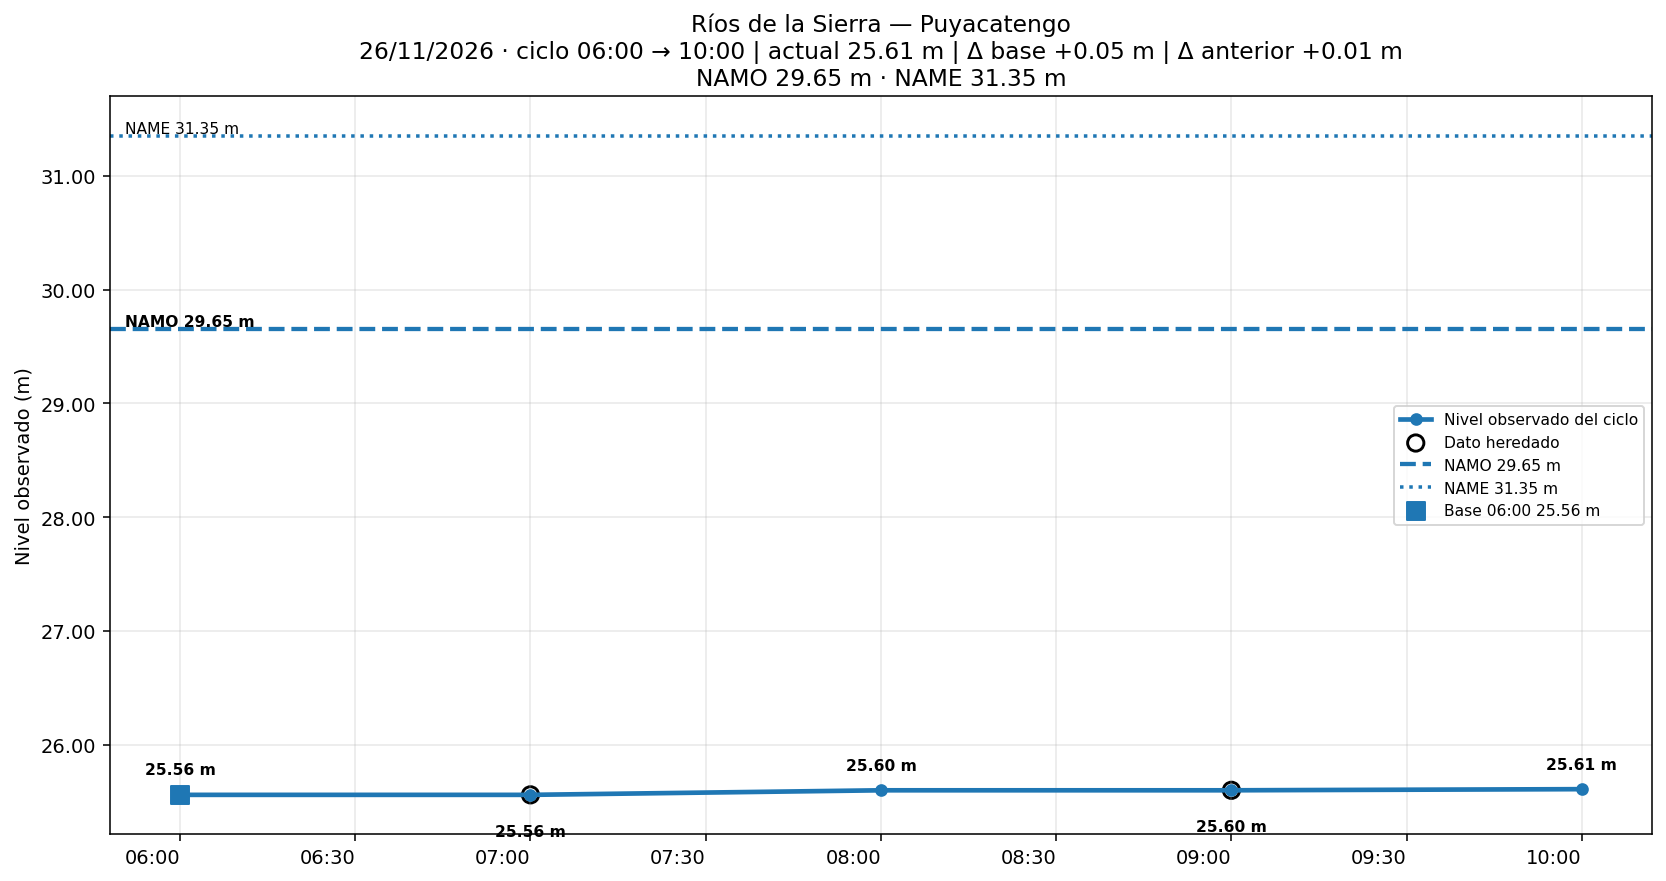 Ríos de la Sierra — Puyacatengo
26/11/2026 · ciclo 06:00 → 10:00 | actual 25.61 m | Δ base +0.05 m | Δ anterior +0.01 m
NAMO 29.65 m · NAME 31.35 m
NAME 31.35 m
31.00
30.00
NAMO 29.65 m
29.00
28.00
27.00
26.00
Nivel observado (m)
Nivel observado del ciclo
Dato heredado
NAMO 29.65 m
NAME 31.35 m
Base 06:00 25.56 m
25.56 m
25.56 m
25.60 m
25.60 m
25.61 m
06:00
06:30
07:00
07:30
08:00
08:30
09:00
09:30
10:00